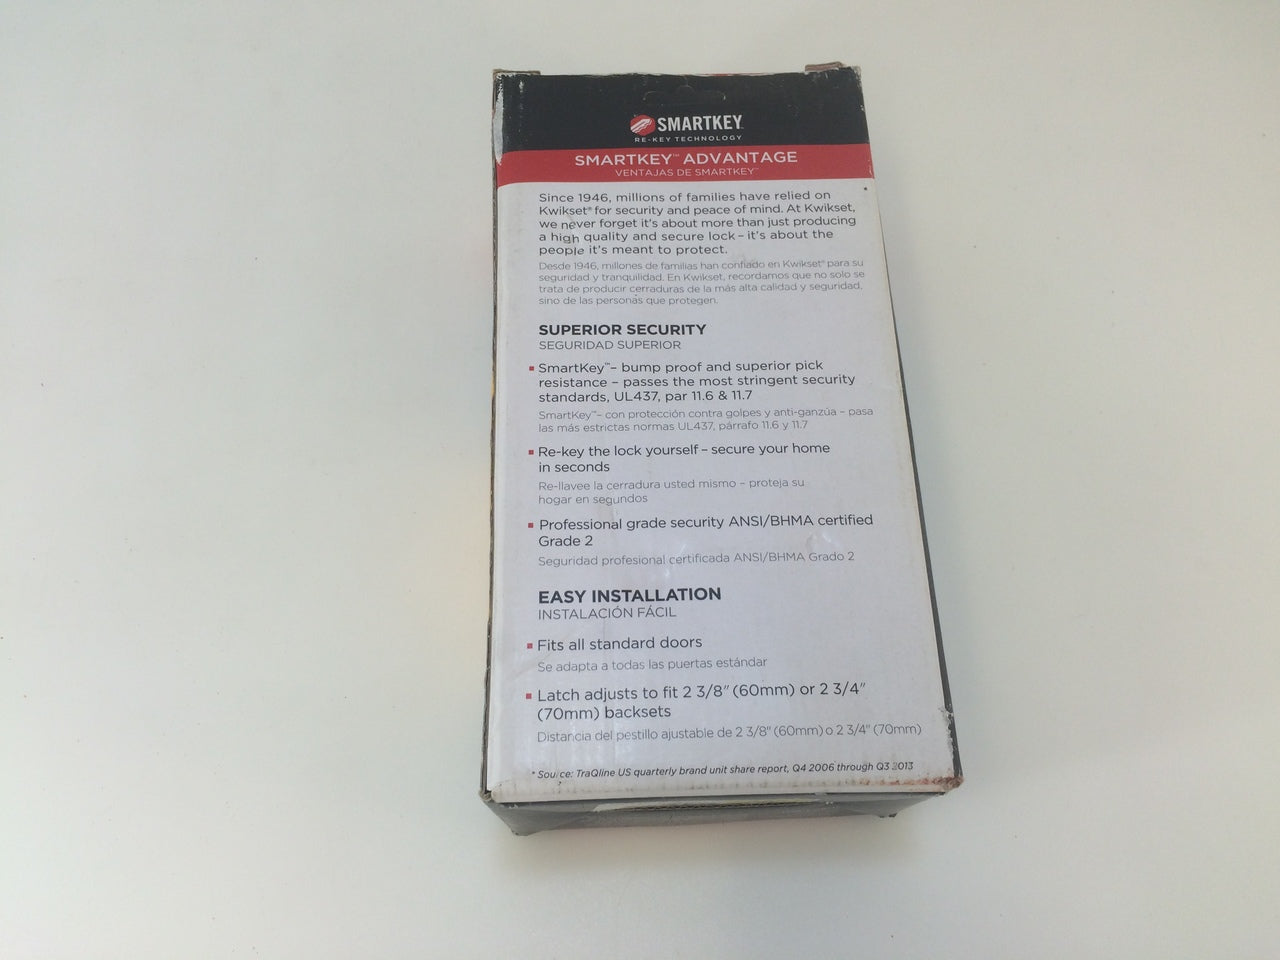 SMARTKEY
RE-KEY TECHNOLOGY
SMARTKEY™ ADVANTAGE
VENTAJAS DE SMARTKEY™
Since 1946, millions of families have relied on
Kwikset® for security and peace of mind. At Kwikset,
we never forget it's about more than just producing
a high quality and secure lock – it's about the
people it's meant to protect.
Desde 1946, millones de familias han confiado en Kwikset® para su
seguridad y tranquilidad. En Kwikset, recordamos que no solo se
trata de producir cerraduras de la más alta calidad y seguridad,
sino de las personas que protegen.
SUPERIOR SECURITY
SEGURIDAD SUPERIOR
▪ SmartKey™– bump proof and superior pick
resistance – passes the most stringent security
standards, UL437, par 11.6 & 11.7
SmartKey™– con protección contra golpes y anti-ganzúa – pasa
las más estrictas normas UL437, párrafo 11.6 y 11.7
▪ Re-key the lock yourself – secure your home
in seconds
Re-llavee la cerradura usted mismo – proteja su
hogar en segundos
▪ Professional grade security ANSI/BHMA certified
Grade 2
Seguridad profesional certificada ANSI/BHMA Grado 2
EASY INSTALLATION
INSTALACIÓN FÁCIL
▪ Fits all standard doors
Se adapta a todas las puertas estándar
▪ Latch adjusts to fit 2 3/8" (60mm) or 2 3/4"
(70mm) backsets
Distancia del pestillo ajustable de 2 3/8" (60mm) o 2 3/4" (70mm)
* Source: TraQline US quarterly brand unit share report, Q4 2006 through Q3 2013